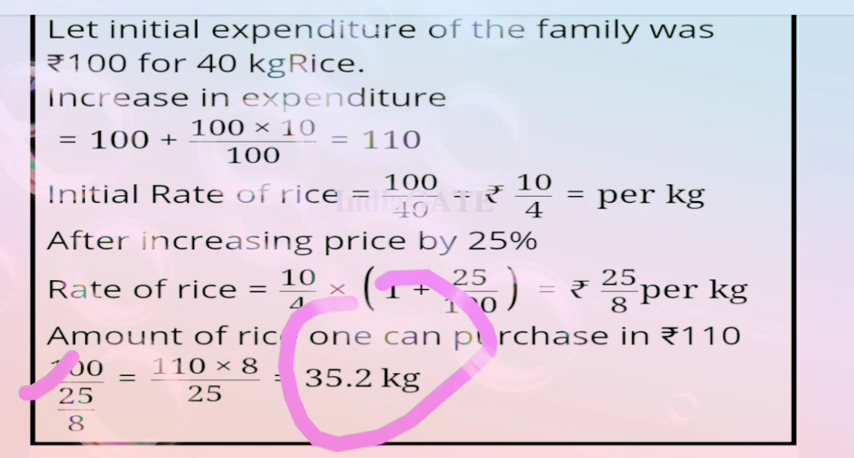 Let initial expenditure of the family was
₹100 for 40 kgRice.
Increase in expenditure
= 100 + (100 × 10)/100 = 110
Initial Rate of rice = 100/40 = ₹ 10/4 = per kg
After increasing price by 25%
Rate of rice = 10/4 × (1 + 25/100) = ₹ 25/8 per kg
Amount of rice one can purchase in ₹110
100/(25/8) = (110 × 8)/25 = 35.2 kg